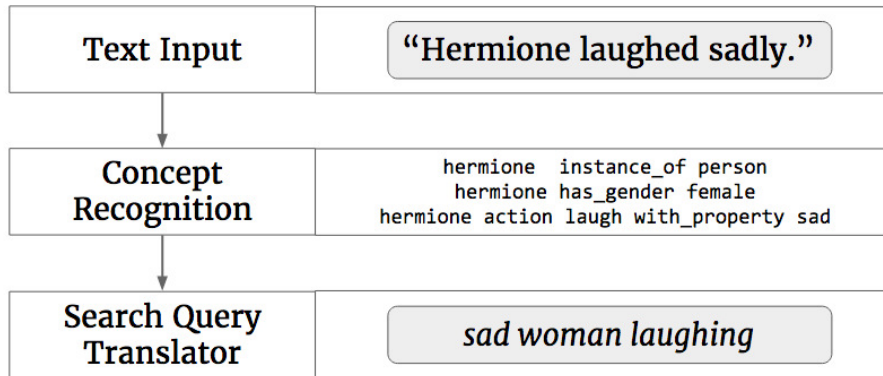 Text Input
“Hermione laughed sadly.”
Concept
Recognition
hermione  instance_of person
hermione has_gender female
hermione action laugh with_property sad
Search Query
Translator
sad woman laughing